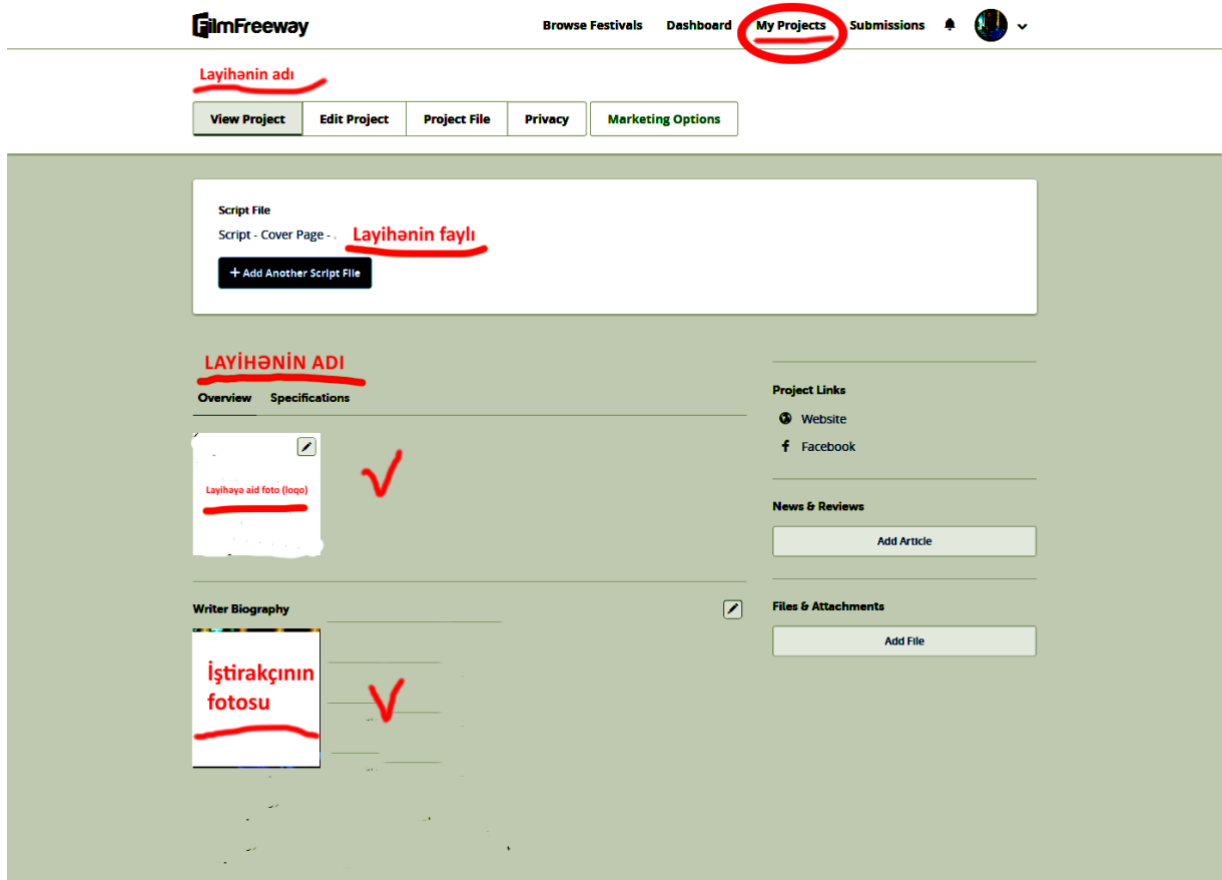 FilmFreeway
Browse Festivals Dashboard My Projects Submissions
Layihənin adı
View Project Edit Project Project File Privacy Marketing Options
Script File
Script - Cover Page - .
Layihənin faylı
+ Add Another Script File
LAYİHƏNİN ADI
Overview Specifications
Layihəyə aid foto (loqo)
Writer Biography
İştirakçının
fotosu
Project Links
Website
Facebook
News & Reviews
Add Article
Files & Attachments
Add File